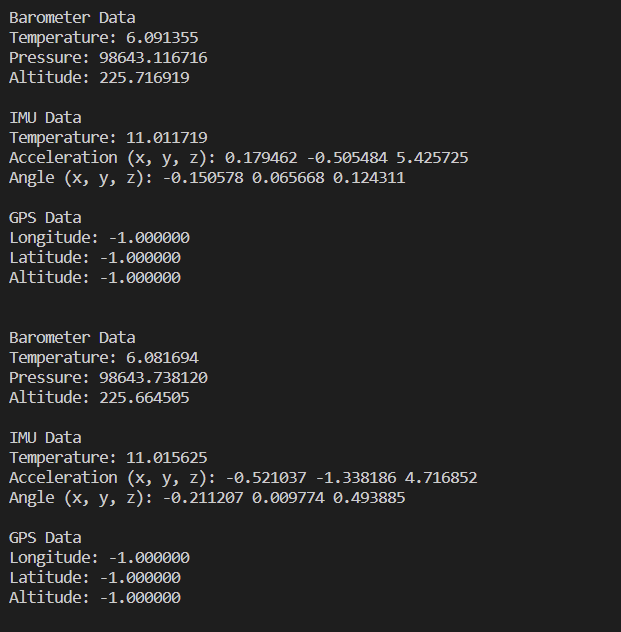 Barometer Data
Temperature: 6.091355
Pressure: 98643.116716
Altitude: 225.716919
IMU Data
Temperature: 11.011719
Acceleration (x, y, z): 0.179462 -0.505484 5.425725
Angle (x, y, z): -0.150578 0.065668 0.124311
GPS Data
Longitude: -1.000000
Latitude: -1.000000
Altitude: -1.000000
Barometer Data
Temperature: 6.081694
Pressure: 98643.738120
Altitude: 225.664505
IMU Data
Temperature: 11.015625
Acceleration (x, y, z): -0.521037 -1.338186 4.716852
Angle (x, y, z): -0.211207 0.009774 0.493885
GPS Data
Longitude: -1.000000
Latitude: -1.000000
Altitude: -1.000000